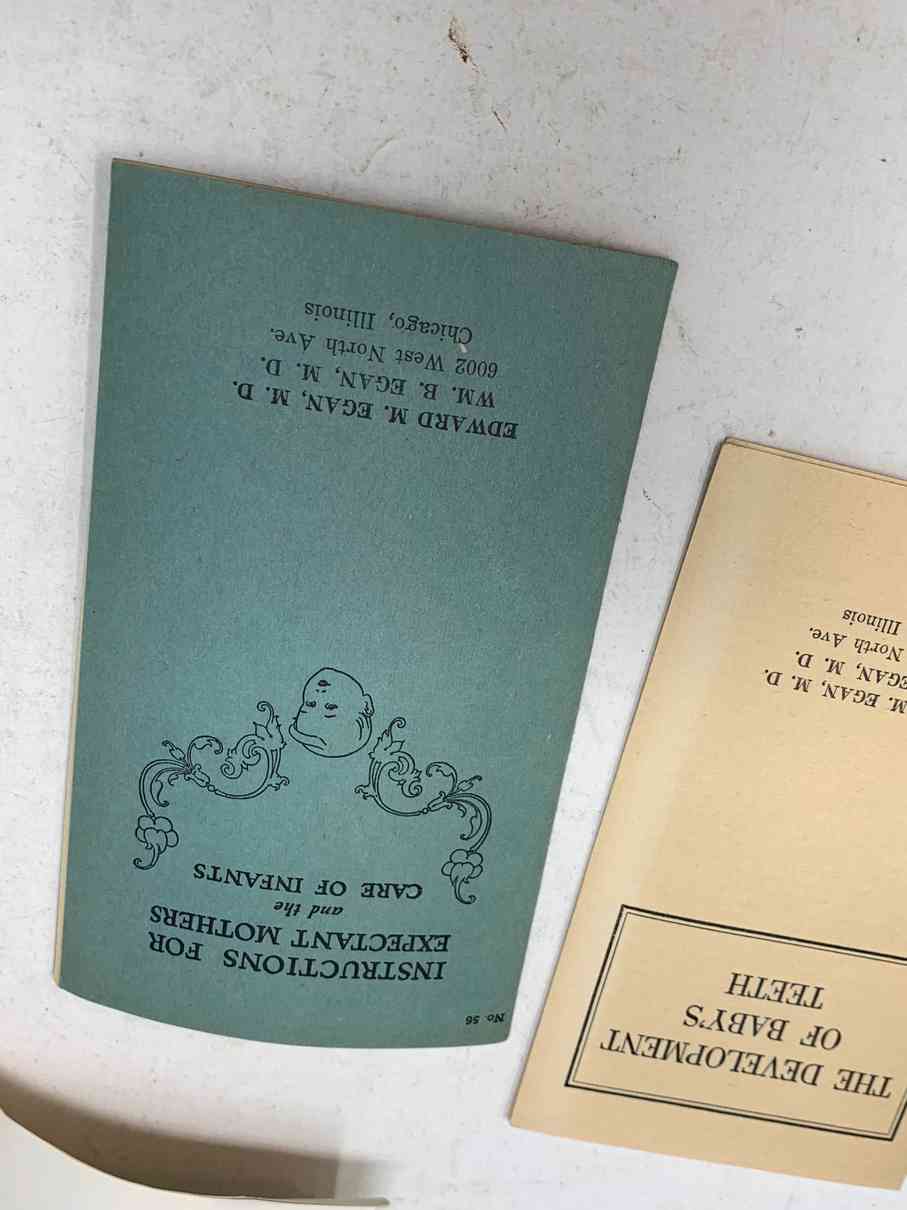 No 56
INSTRUCTIONS FOR
EXPECTANT MOTHERS
and the
CARE OF INFANTS
EDWARD M. EGAN, M. D.
WM. B. EGAN, M. D.
6002 West North Ave.
Chicago, Illinois
THE DEVELOPMENT
OF BABY'S
TEETH
M. EGAN, M. D.
EGAN, M. D.
North Ave.
Illinois